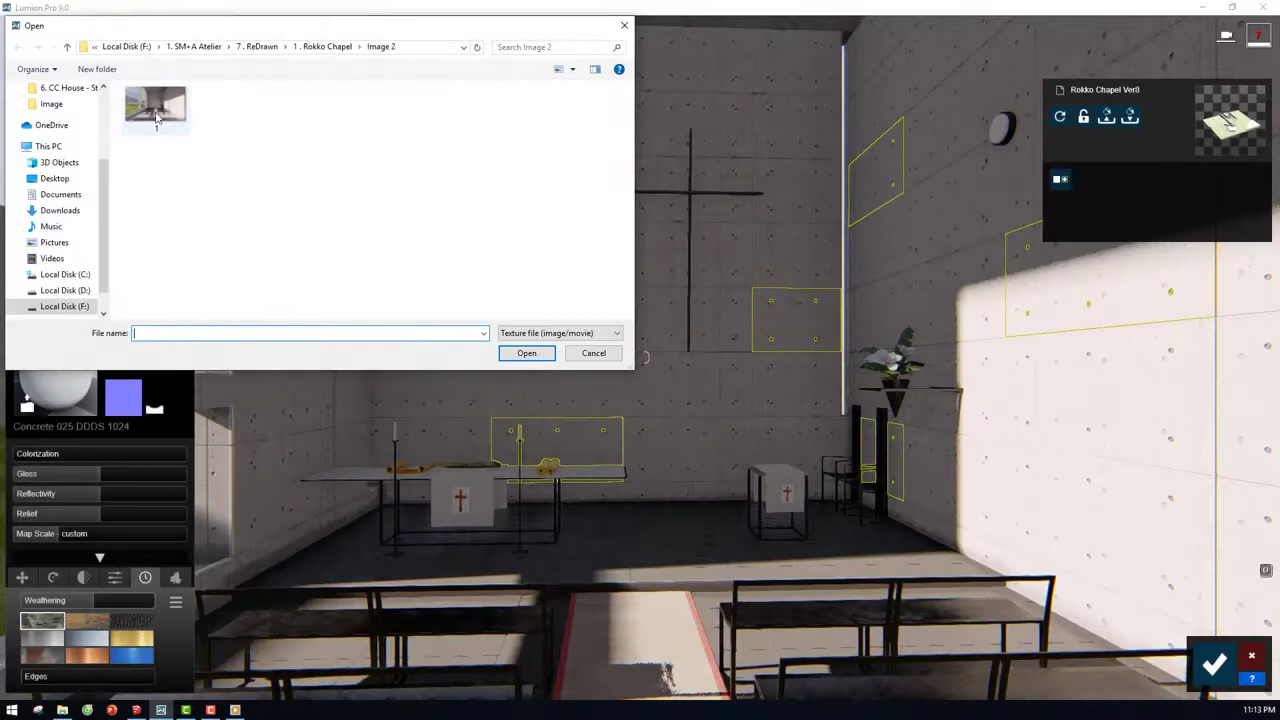 Lumion Pro 9.0
Open
Local Disk (F:) > 1. SM+A Atelier > 7 . ReDrawn > 1 . Rokko Chapel > Image 2
Search Image 2
Organize
New folder
6. CC House - St
Image
OneDrive
This PC
3D Objects
Desktop
Documents
Downloads
Music
Pictures
Videos
Local Disk (C:)
Local Disk (D:)
Local Disk (F:)
1
File name:
Texture file (image/movie)
Open
Cancel
Rokko Chapel Ver8
Concrete 025 DDDS 1024
Colorization
Gloss
Reflectivity
Relief
Map Scale : custom
Weathering
Edges
11:13 PM